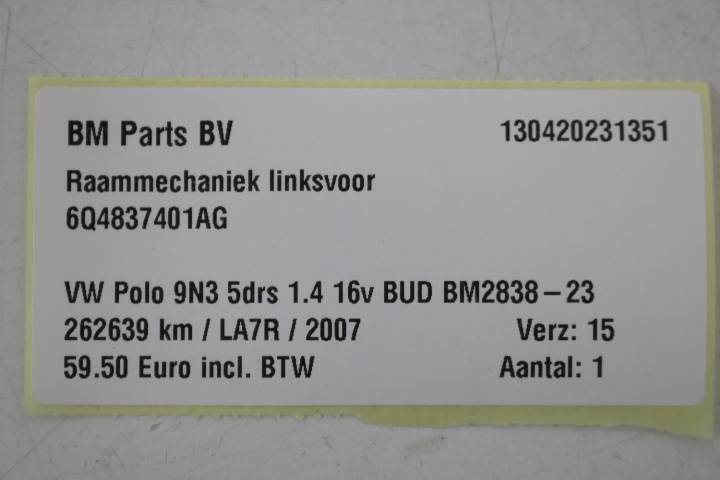 BM Parts BV 130420231351
Raammechaniek linksvoor
6Q4837401AG
VW Polo 9N3 5drs 1.4 16v BUD BM2838-23
262639 km / LA7R / 2007 Verz: 15
59.50 Euro incl. BTW Aantal: 1